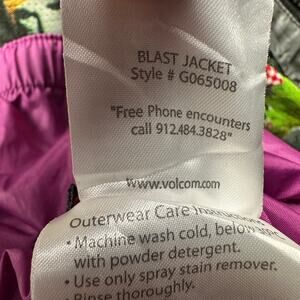 BLAST JACKET
Style # G065008
"Free Phone encounters
call 912.484.3828"
www.volcom.com
Outerwear Care Instructions
• Machine wash cold, below
with powder detergent.
• Use only spray stain remover.
• Rinse thoroughly.